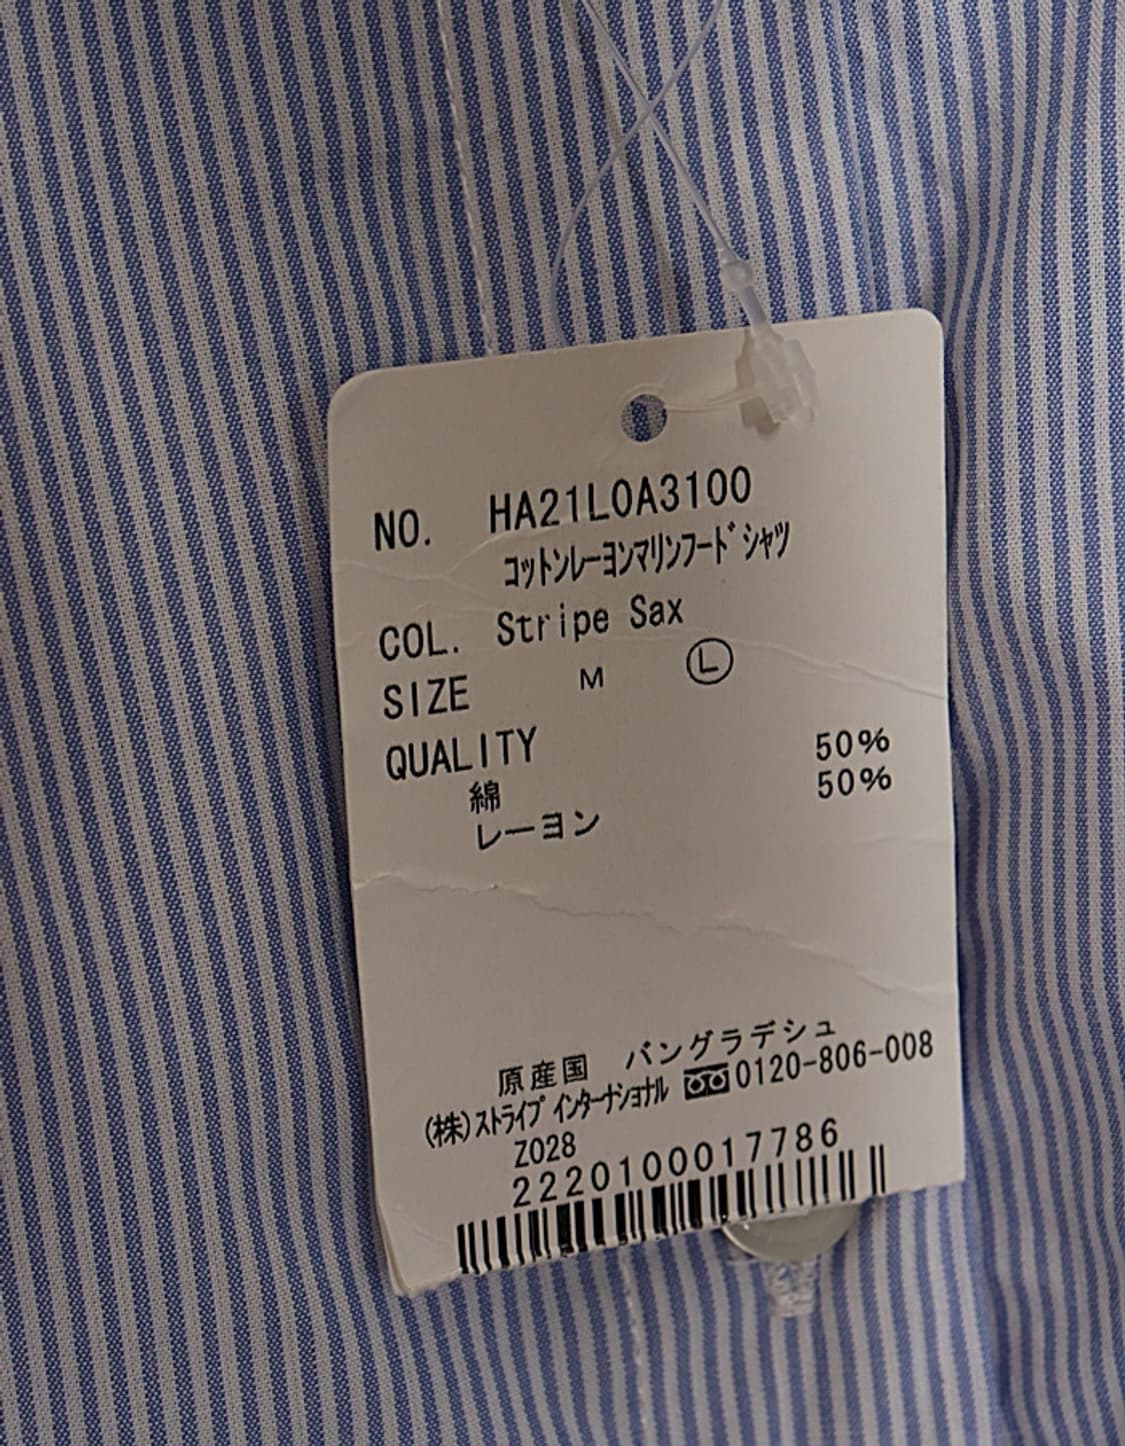 NO. HA21L0A3100
ｺｯﾄﾝﾚｰﾖﾝﾏﾘﾝﾌｰﾄﾞｼｬﾂ
COL. Stripe Sax
SIZE M Ⓛ
QUALITY
綿 50%
レーヨン 50%
原産国 バングラデシュ
(株)ｽﾄﾗｲﾌﾟｲﾝﾀｰﾅｼｮﾅﾙ 0120-806-008
Z028
2220100017786